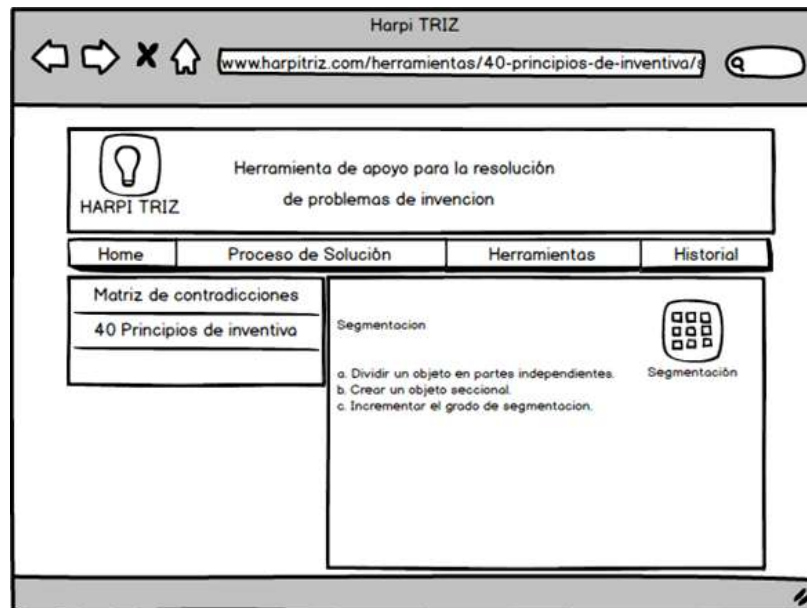 Harpi TRIZ
www.harpitriz.com/herramientas/40-principios-de-inventiva/s
Herramienta de apoyo para la resolución
de problemas de invencion
HARPI TRIZ
Home
Proceso de Solución
Herramientas
Historial
Matriz de contradicciones
40 Principios de inventiva
Segmentacion
a. Dividir un objeto en partes independientes.
b. Crear un objeto seccional.
c. Incrementar el grado de segmentacion.
Segmentación